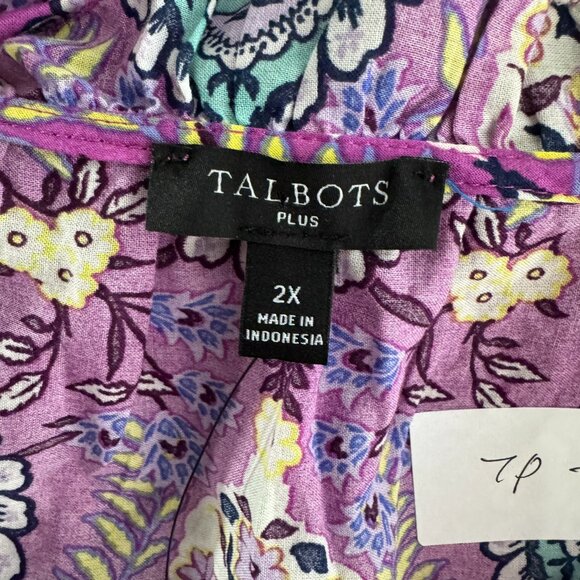 TALBOTS
PLUS
2X
MADE IN
INDONESIA